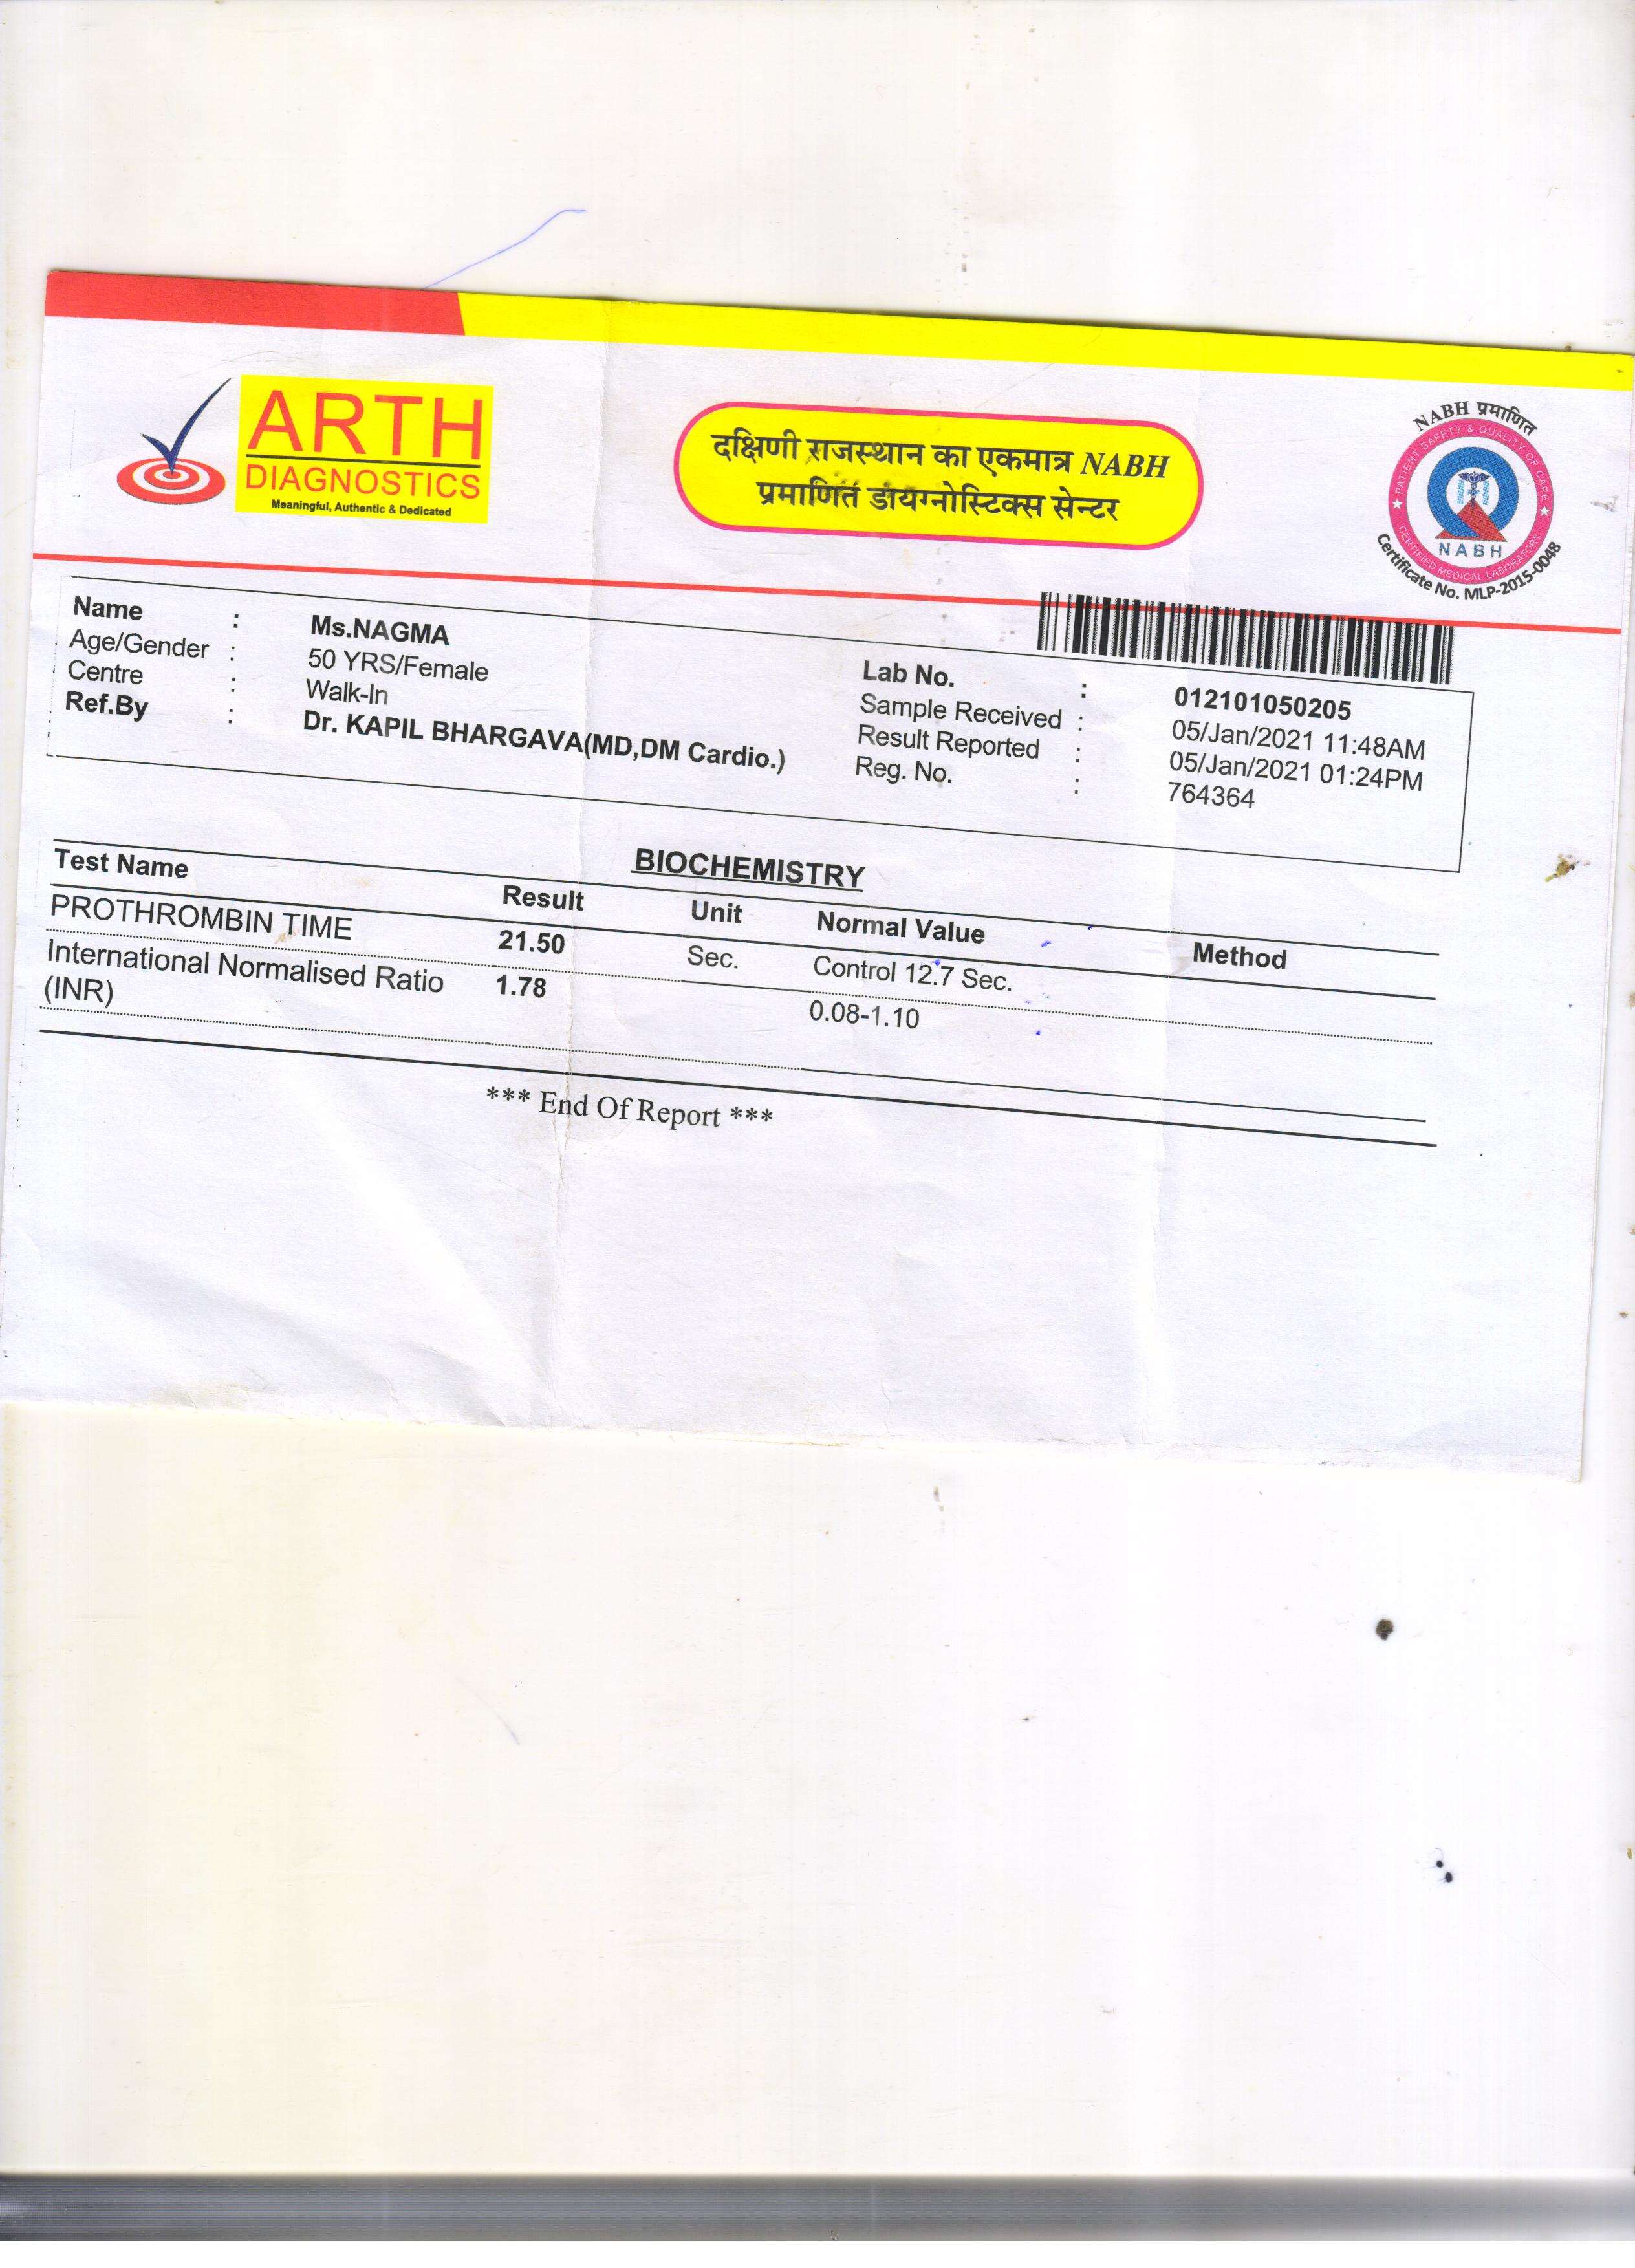 ARTH
DIAGNOSTICS
Meaningful, Authentic & Dedicated
दक्षिणी राजस्थान का एकमात्र NABH
प्रमाणित डायग्नोस्टिक्स सेन्टर
NABH प्रमाणित
PATIENT SAFETY & QUALITY OF CARE
NABH
CERTIFIED MEDICAL LABORATORY
Certificate No. MLP-2015-0048
Name : Ms.NAGMA
Age/Gender : 50 YRS/Female
Centre : Walk-In
Ref.By : Dr. KAPIL BHARGAVA(MD,DM Cardio.)
Lab No. : 012101050205
Sample Received : 05/Jan/2021 11:48AM
Result Reported : 05/Jan/2021 01:24PM
Reg. No. : 764364
BIOCHEMISTRY
Test Name Result Unit Normal Value Method
PROTHROMBIN TIME 21.50 Sec. Control 12.7 Sec.
International Normalised Ratio 1.78 0.08-1.10
(INR)
*** End Of Report ***